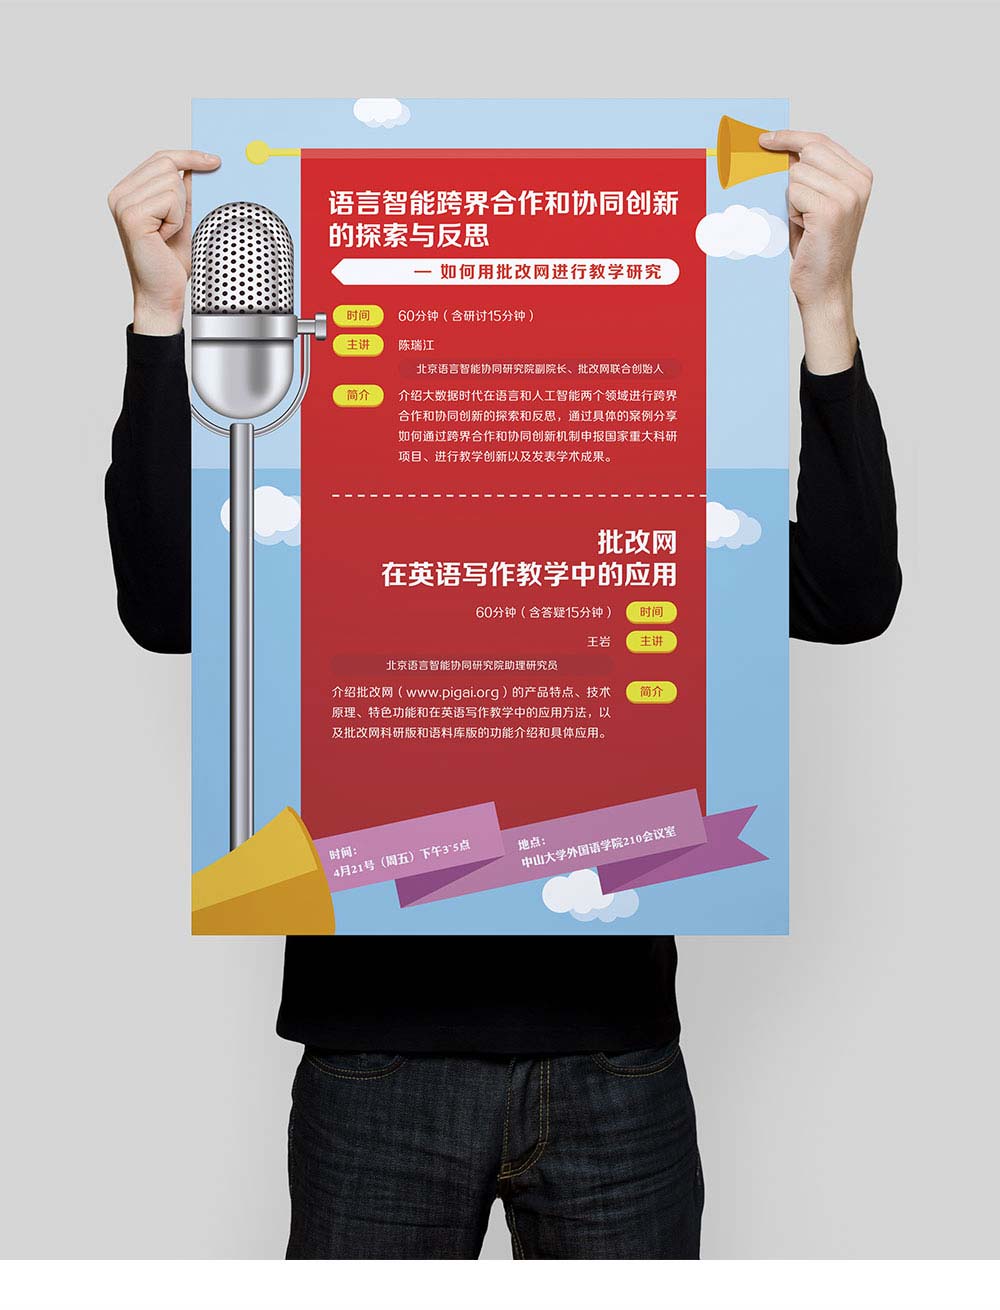 语言智能跨界合作和协同创新
的探索与反思
— 如何用批改网进行教学研究
时间 60分钟（含研讨15分钟）
主讲 陈瑞江
北京语言智能协同研究院副院长、批改网联合创始人
简介 介绍大数据时代在语言和人工智能两个领域进行跨界
合作和协同创新的探索和反思，通过具体的案例分享
如何通过跨界合作和协同创新机制申报国家重大科研
项目、进行教学创新以及发表学术成果。
批改网
在英语写作教学中的应用
60分钟（含答疑15分钟） 时间
王岩 主讲
北京语言智能协同研究院助理研究员
介绍批改网（www.pigai.org）的产品特点、技术 简介
原理、特色功能和在英语写作教学中的应用方法，以
及批改网科研版和语料库版的功能介绍和具体应用。
时间：
4月21号（周五）下午3~5点
地点：
中山大学外国语学院210会议室